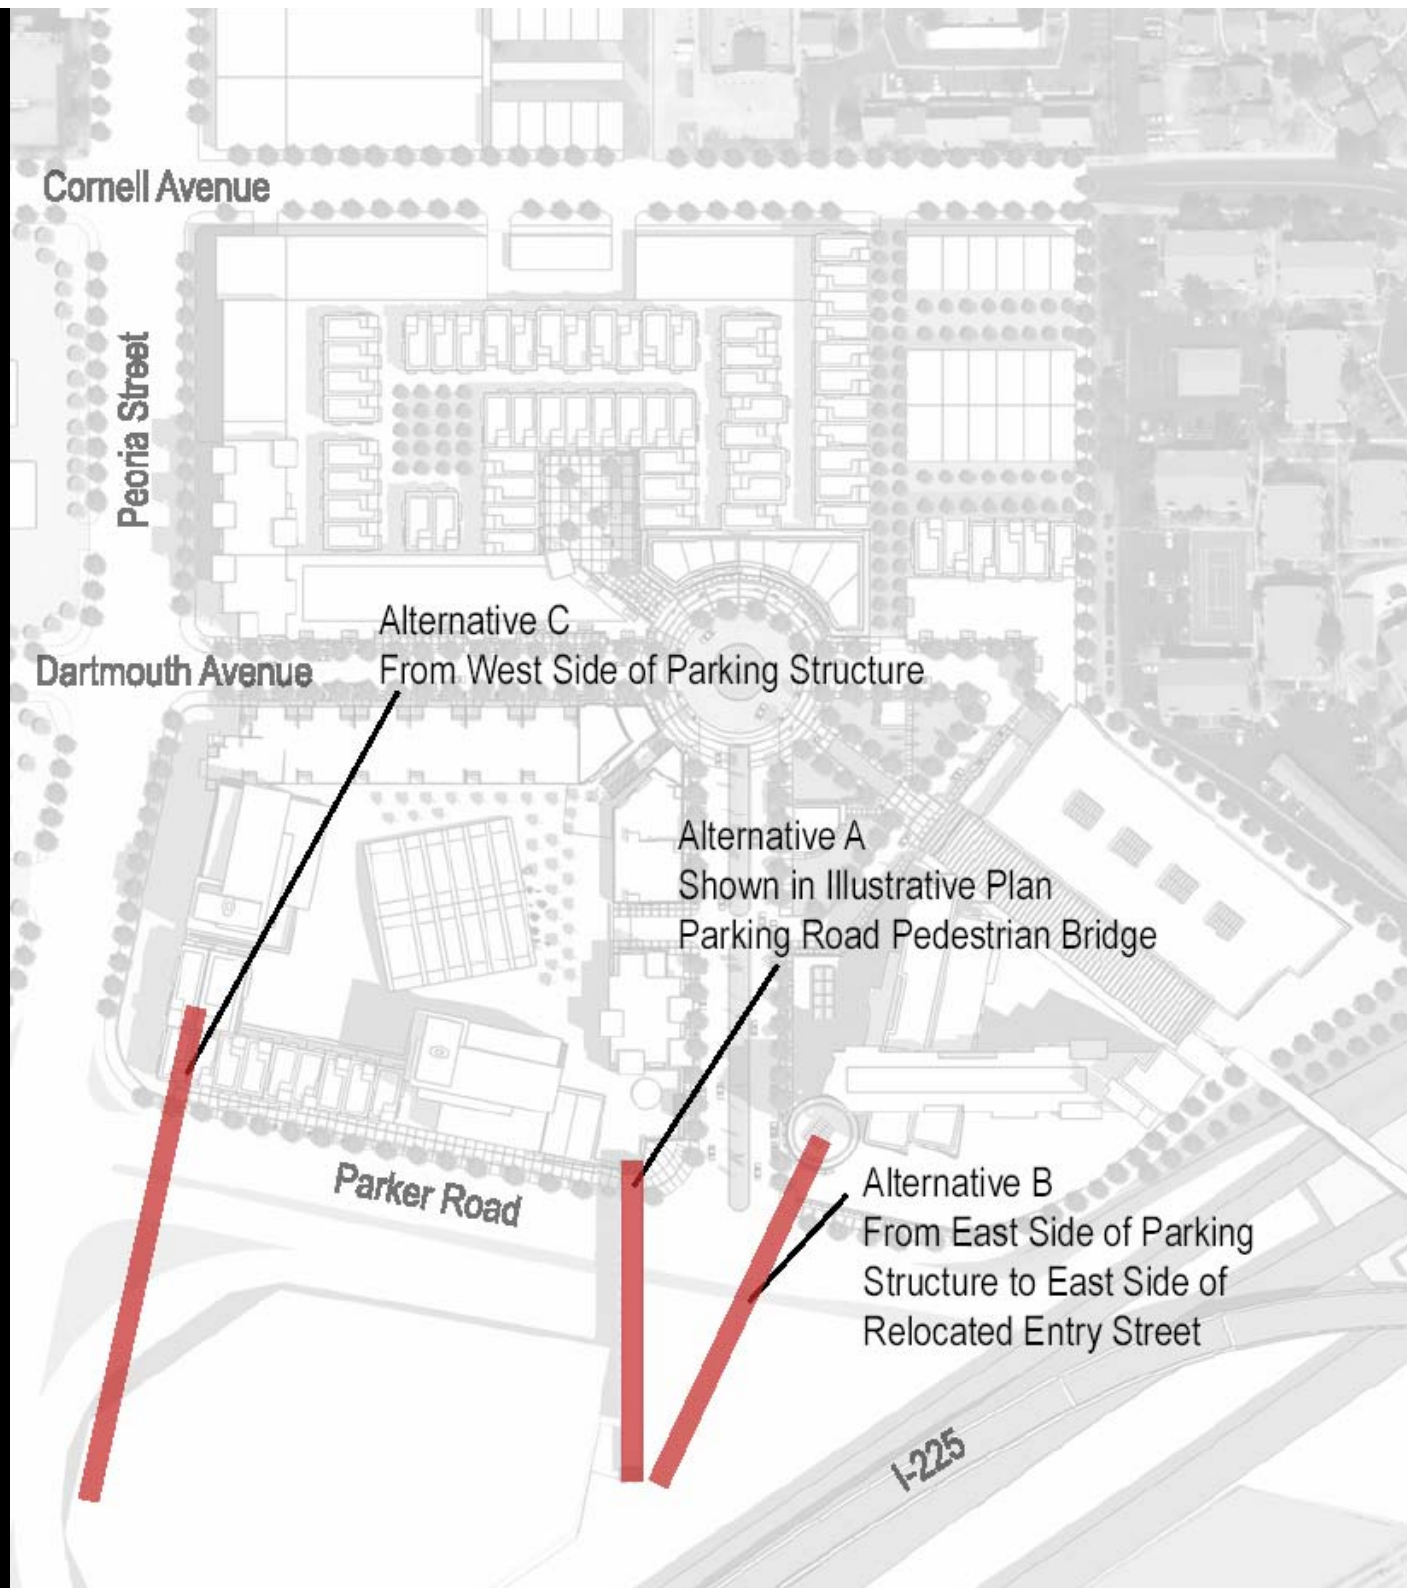 Cornell Avenue
Peoria Street
Alternative C
From West Side of Parking Structure
Dartmouth Avenue
Alternative A
Shown in Illustrative Plan
Parking Road Pedestrian Bridge
Parker Road
Alternative B
From East Side of Parking
Structure to East Side of
Relocated Entry Street
I-225